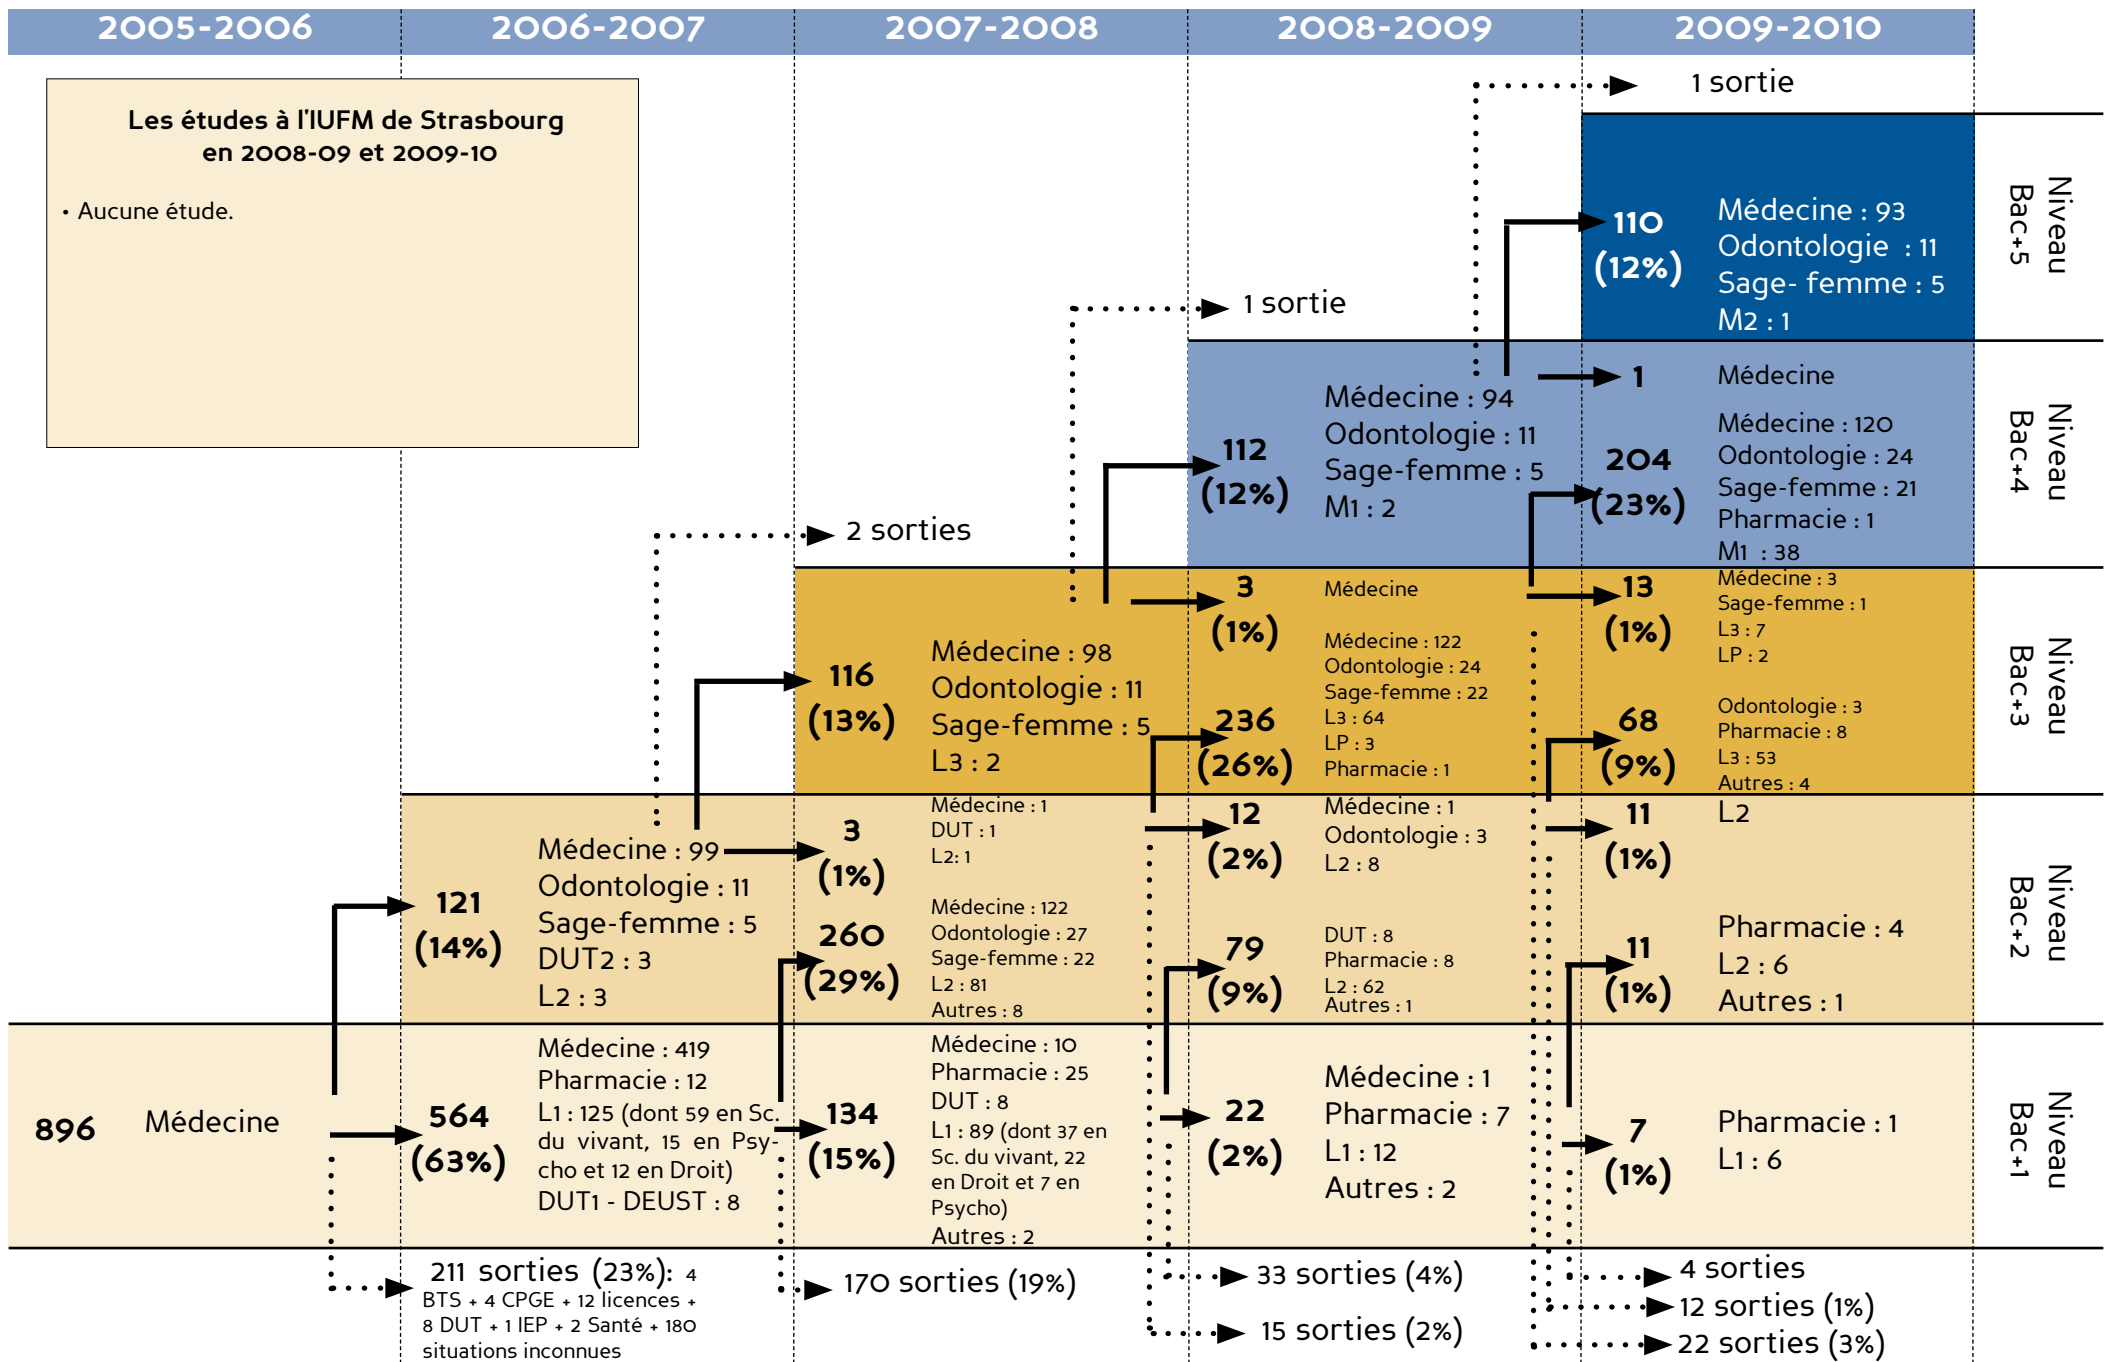 2005-2006
2006-2007
2007-2008
2008-2009
2009-2010
Les études à l'IUFM de Strasbourg
en 2008-09 et 2009-10
• Aucune étude.
1 sortie
110
(12%)
Médecine : 93
Odontologie : 11
Sage- femme : 5
M2 : 1
Niveau
Bac+5
1 sortie
112
(12%)
Médecine : 94
Odontologie : 11
Sage-femme : 5
M1 : 2
1
Médecine
204
(23%)
Médecine : 120
Odontologie : 24
Sage-femme : 21
Pharmacie : 1
M1 : 38
Niveau
Bac+4
2 sorties
116
(13%)
Médecine : 98
Odontologie : 11
Sage-femme : 5
L3 : 2
3
(1%)
Médecine
236
(26%)
Médecine : 122
Odontologie : 24
Sage-femme : 22
L3 : 64
LP : 3
Pharmacie : 1
13
(1%)
Médecine : 3
Sage-femme : 1
L3 : 7
LP : 2
68
(9%)
Odontologie : 3
Pharmacie : 8
L3 : 53
Autres : 4
Niveau
Bac+3
121
(14%)
Médecine : 99
Odontologie : 11
Sage-femme : 5
DUT2 : 3
L2 : 3
3
(1%)
Médecine : 1
DUT : 1
L2: 1
260
(29%)
Médecine : 122
Odontologie : 27
Sage-femme : 22
L2 : 81
Autres : 8
12
(2%)
Médecine : 1
Odontologie : 3
L2 : 8
79
(9%)
DUT : 8
Pharmacie : 8
L2 : 62
Autres : 1
11
(1%)
L2
11
(1%)
Pharmacie : 4
L2 : 6
Autres : 1
Niveau
Bac+2
896
Médecine
564
(63%)
Médecine : 419
Pharmacie : 12
L1 : 125 (dont 59 en Sc.
du vivant, 15 en Psy-
cho et 12 en Droit)
DUT1 - DEUST : 8
134
(15%)
Médecine : 10
Pharmacie : 25
DUT : 8
L1 : 89 (dont 37 en
Sc. du vivant, 22
en Droit et 7 en
Psycho)
Autres : 2
22
(2%)
Médecine : 1
Pharmacie : 7
L1 : 12
Autres : 2
7
(1%)
Pharmacie : 1
L1 : 6
Niveau
Bac+1
211 sorties (23%): 4
BTS + 4 CPGE + 12 licences +
8 DUT + 1 IEP + 2 Santé + 180
situations inconnues
170 sorties (19%)
33 sorties (4%)
15 sorties (2%)
4 sorties
12 sorties (1%)
22 sorties (3%)